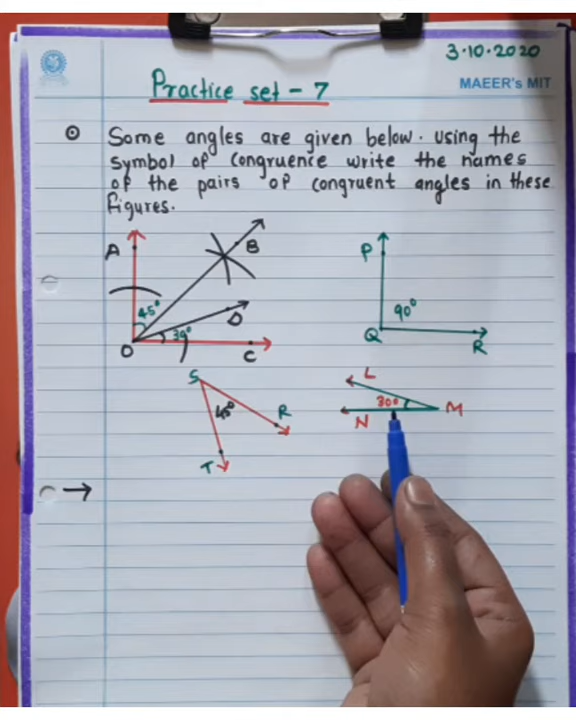 3.10.2020
MAEER's MIT
Practice set - 7
Some angles are given below. Using the
symbol of congruence write the names
of the pairs of congruent angles in these
figures.
A
B
45°
D
30°
O
C
P
90°
Q
R
S
45°
R
T
L
30°
M
N